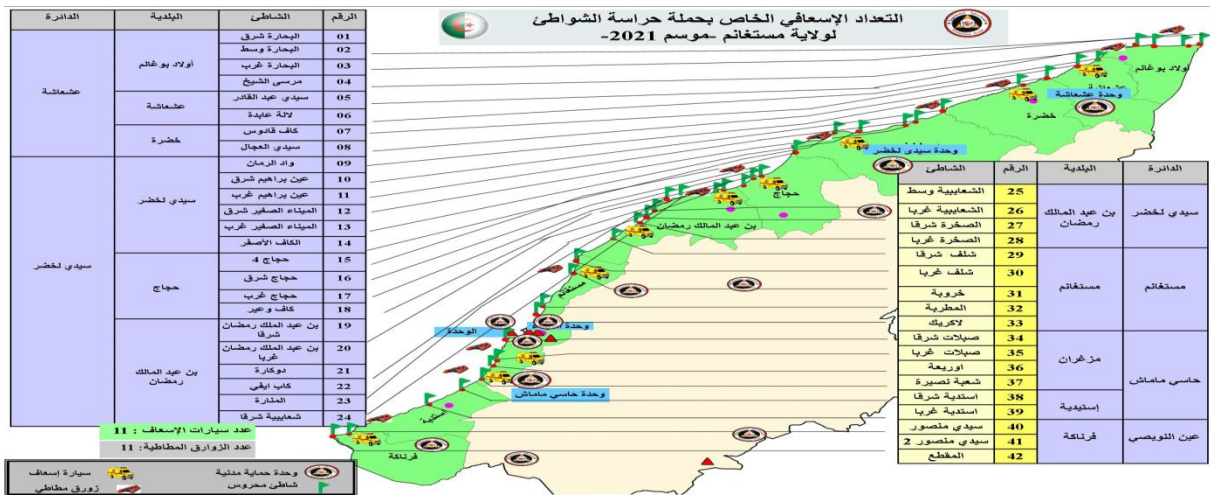 التعداد الإسعافي الخاص بحملة حراسة الشواطئ
لولاية مستغانم -موسم 2021-
الرقم الشاطئ البلدية الدائرة
01 البحارة شرق أولاد بوغالم عشعاشة
02 البحارة وسط
03 البحارة غرب
04 مرسى الشيخ
05 سيدي عبد القادر عشعاشة
06 لالة عابدة
07 كاف قادوس خضرة
08 سيدي العجال
09 واد الرمان سيدي لخضر سيدي لخضر
10 عين براهيم شرق
11 عين براهيم غرب
12 الميناء الصغير شرق
13 الميناء الصغير غرب
14 الكاف الأصفر
15 حجاج 4 حجاج
16 حجاج شرق
17 حجاج غرب
18 كاف وعير
19 بن عبد الملك رمضان شرقا بن عبد المالك رمضان
20 بن عبد الملك رمضان غربا
21 دوكارة
22 كاب ايفي
23 المنارة
24 شعايبية شرقا
الدائرة البلدية الرقم الشاطئ
سيدي لخضر بن عبد المالك رمضان 25 الشعايبية وسط
26 الشعايبية غربا
27 الصخرة شرقا
28 الصخرة غربا
مستغانم مستغانم 29 شلف شرقا
30 شلف غربا
31 خروبة
32 المطربة
33 لاكريك
حاسي ماماش مزغران 34 صبلات شرقا
35 صبلات غربا
36 اوريعة
37 شعبة نصيرة
إستيدية 38 استدية شرقا
39 استدية غربا
عين النويصي فرناكة 40 سيدي منصور
41 سيدي منصور 2
42 المقطع
أولاد بوغالم
عشعاشة
وحدة عشعاشة
خضرة
وحدة سيدي لخضر
حجاج
بن عبد المالك رمضان
مستغانم
الوحدة
وحدة
وحدة حاسي ماماش
استيدية
فرناكة
عدد سيارات الإسعاف : 11
عدد الزوارق المطاطية: 11
وحدة حماية مدنية
سيارة إسعاف
شاطئ محروس
زورق مطاطي